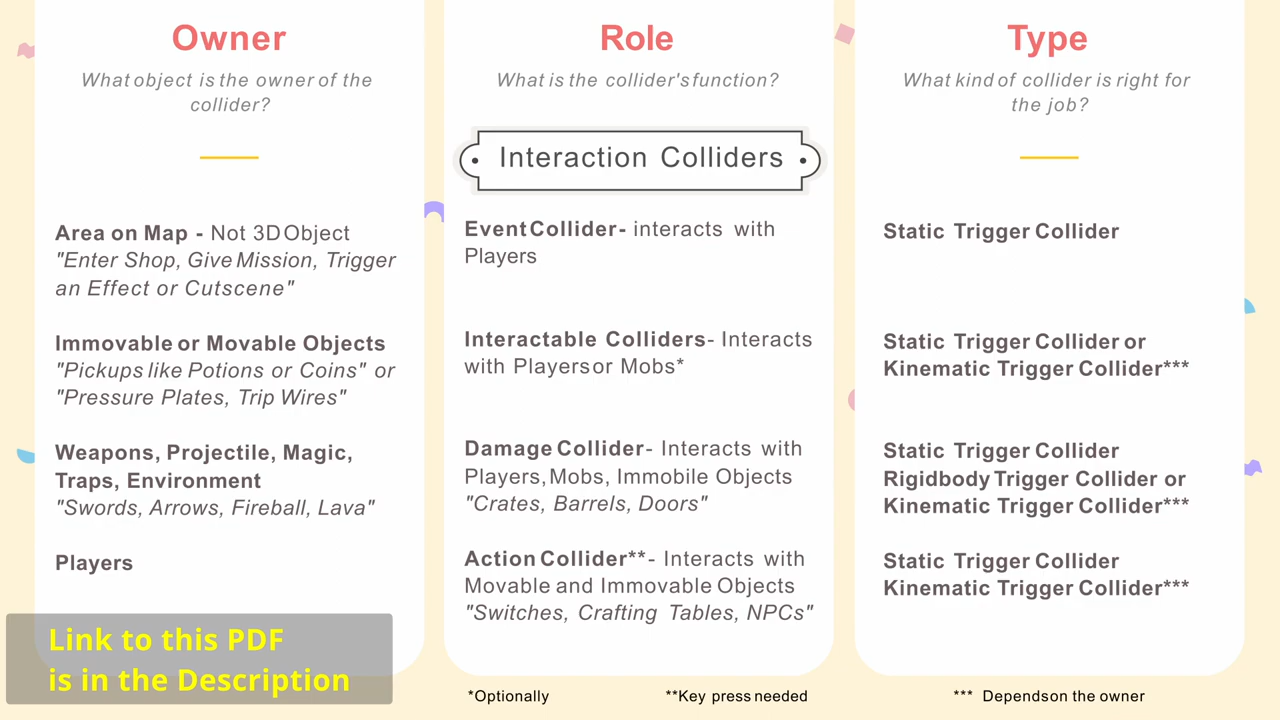 Owner
What object is the owner of the
collider?
Area on Map - Not 3D Object
"Enter Shop, Give Mission, Trigger
an Effect or Cutscene"
Immovable or Movable Objects
"Pickups like Potions or Coins" or
"Pressure Plates, Trip Wires"
Weapons, Projectile, Magic,
Traps, Environment
"Swords, Arrows, Fireball, Lava"
Players
Link to this PDF
is in the Description
Role
What is the collider's function?
Interaction Colliders
Event Collider- interacts with
Players
Interactable Colliders- Interacts
with Players or Mobs*
Damage Collider- Interacts with
Players, Mobs, Immobile Objects
"Crates, Barrels, Doors"
Action Collider**- Interacts with
Movable and Immovable Objects
"Switches, Crafting Tables, NPCs"
Type
What kind of collider is right for
the job?
Static Trigger Collider
Static Trigger Collider or
Kinematic Trigger Collider***
Static Trigger Collider
Rigidbody Trigger Collider or
Kinematic Trigger Collider***
Static Trigger Collider
Kinematic Trigger Collider***
*Optionally
**Key press needed
*** Depends on the owner